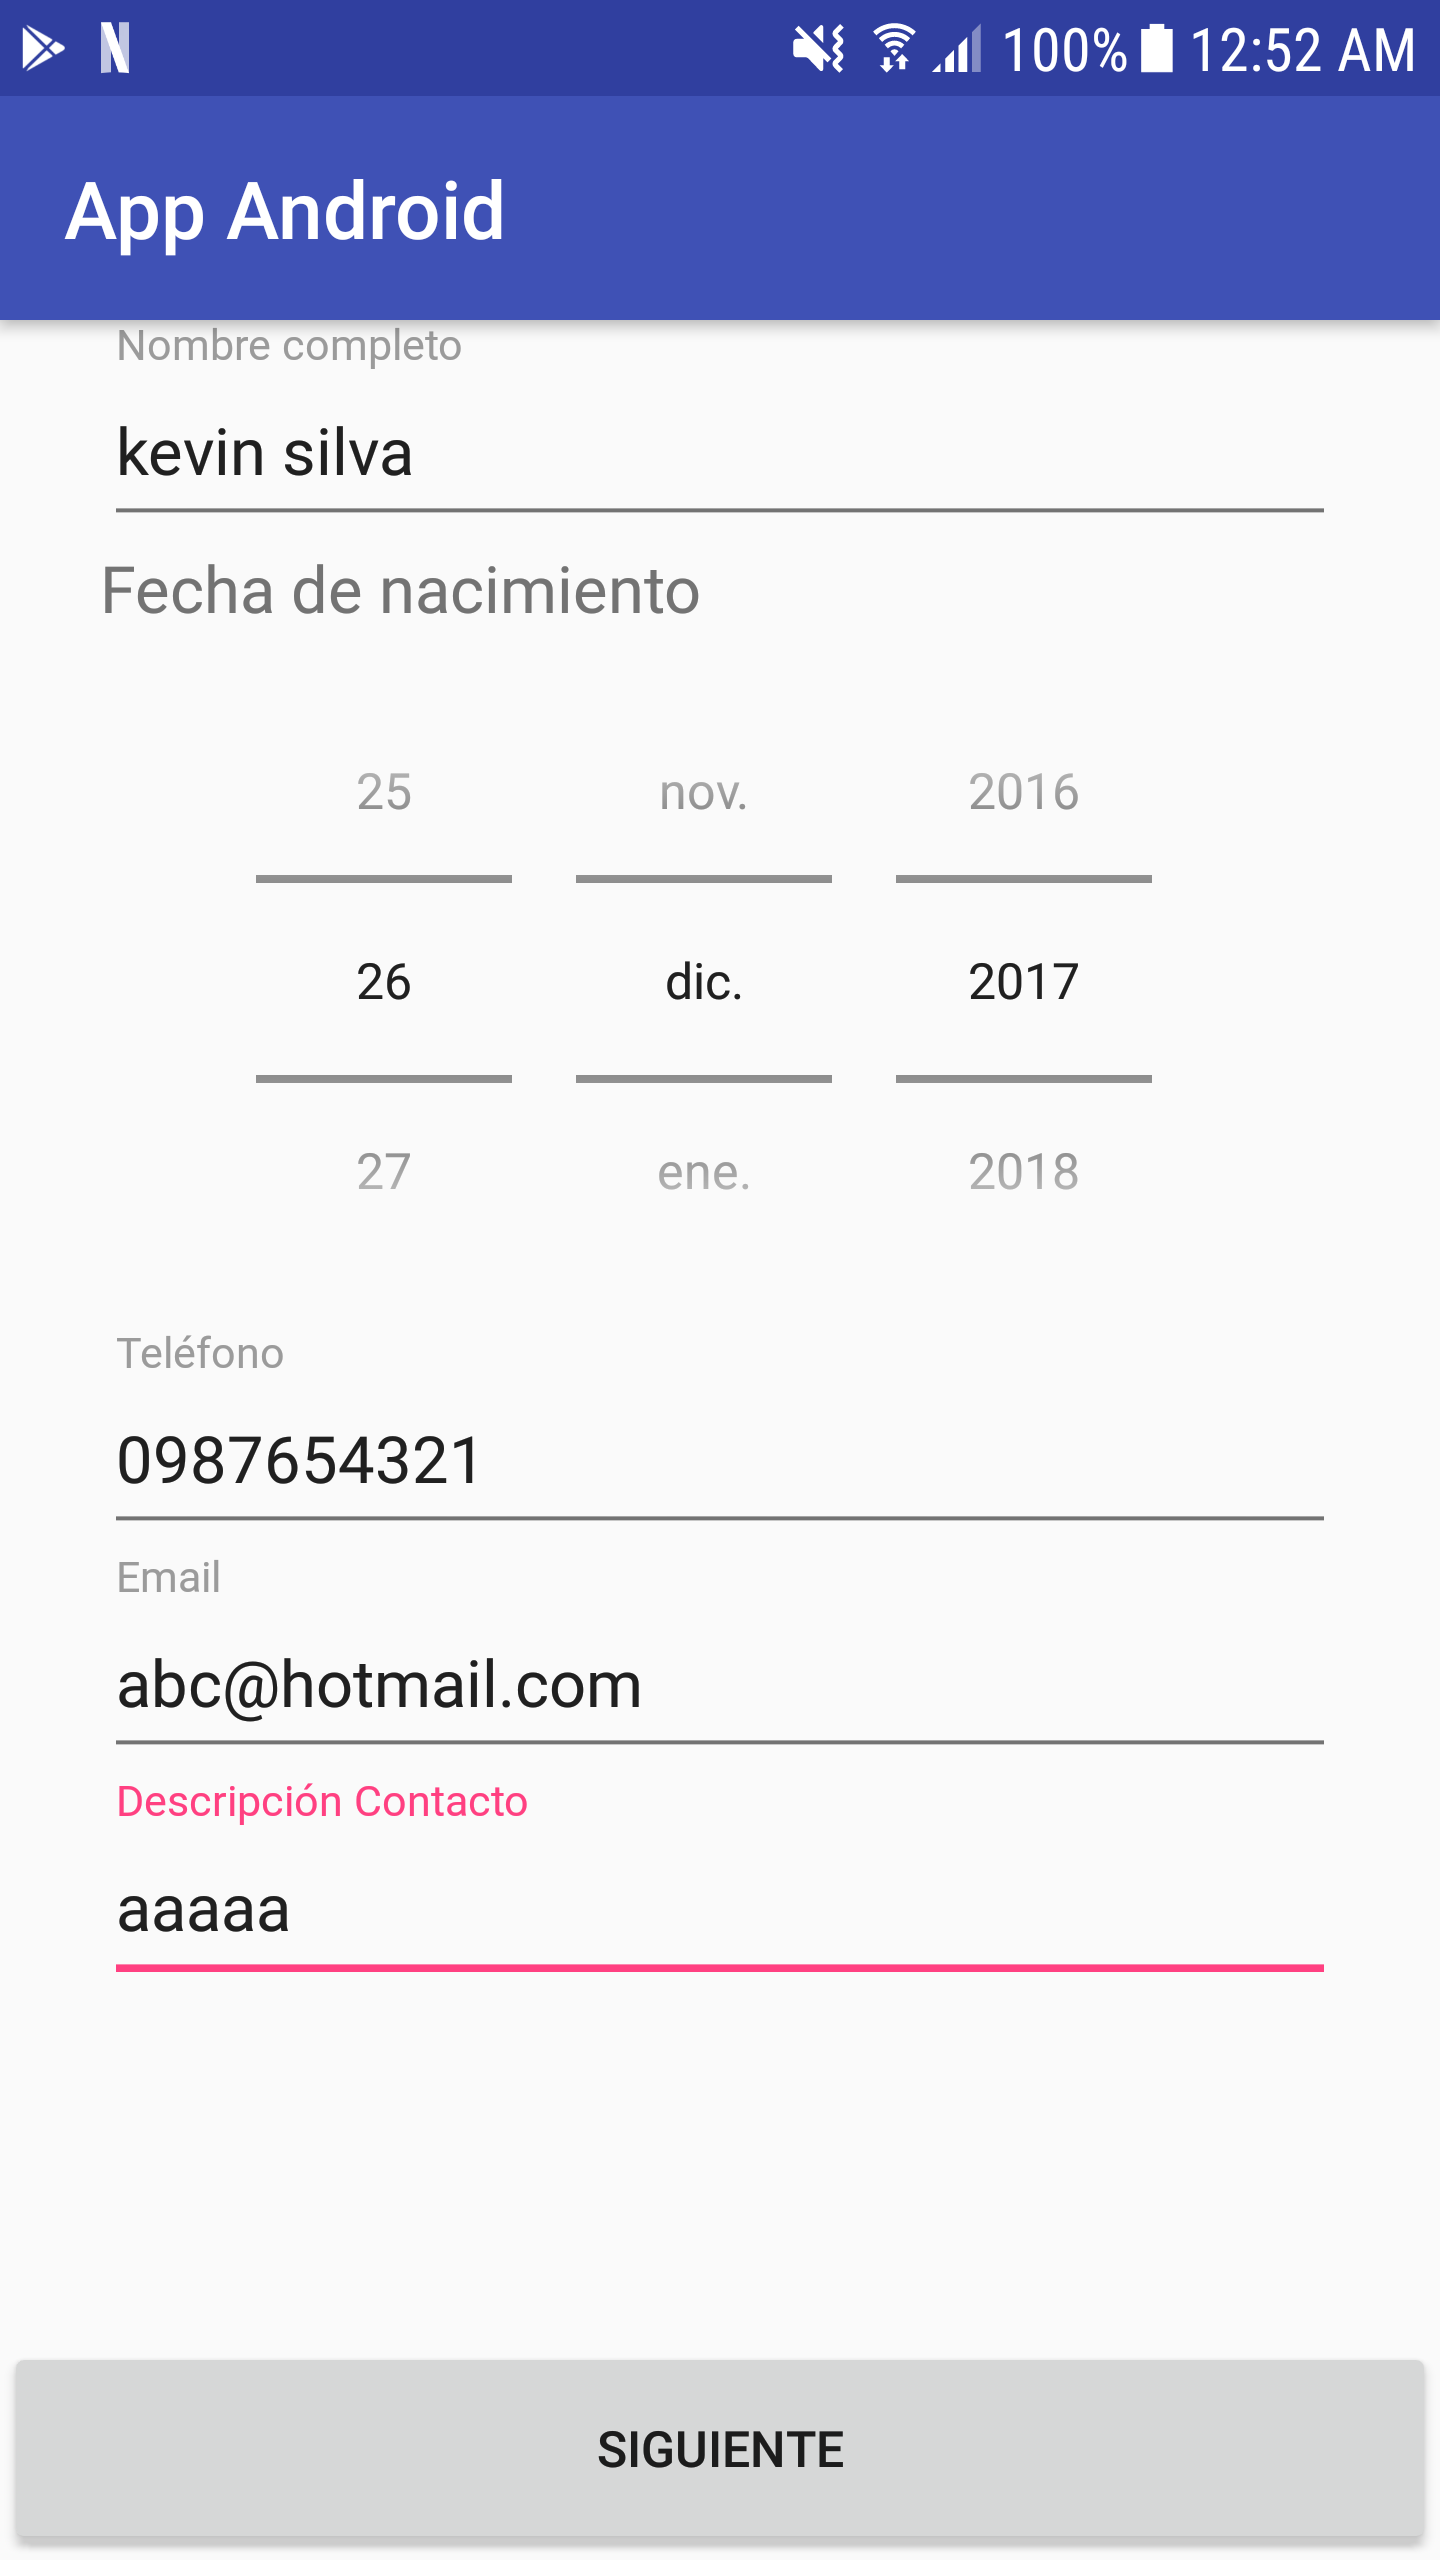 100% 12:52 AM
App Android
Nombre completo
kevin silva
Fecha de nacimiento
25 nov. 2016
26 dic. 2017
27 ene. 2018
Teléfono
0987654321
Email
abc@hotmail.com
Descripción Contacto
aaaaa
SIGUIENTE